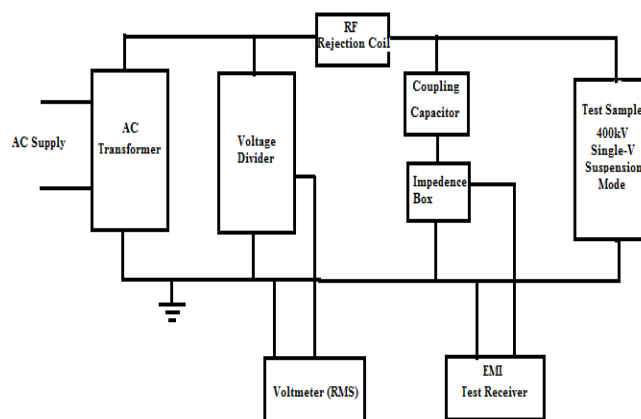 RF
Rejection Coil
AC Supply
AC
Transformer
Voltage
Divider
Coupling
Capacitor
Impedence
Box
Test Sample
400kV
Single-V
Suspension
Mode
Voltmeter (RMS)
EMI
Test Receiver